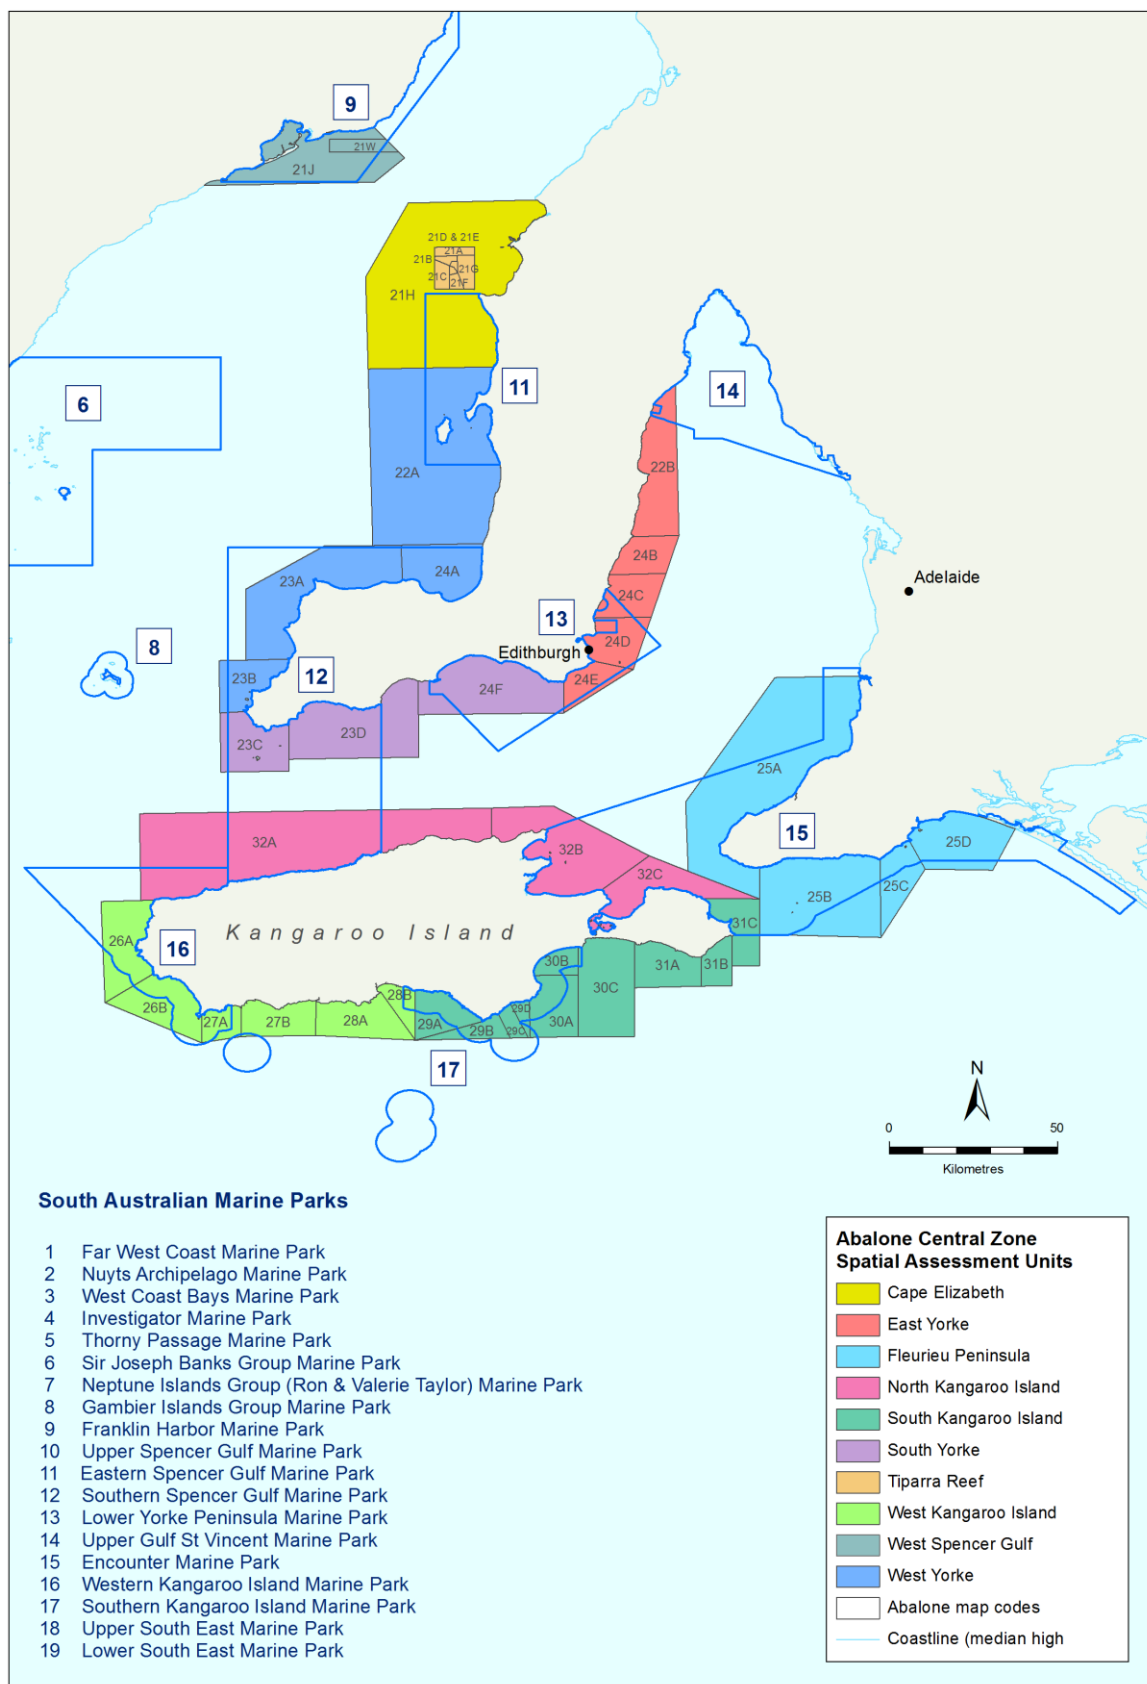 9
21W
21J
21D & 21E
21A
21B
21G
21C
21F
21H
6
11
14
22A
22B
24B
24A
23A
24C
Adelaide
13
24D
Edithburgh
8
12
23B
24E
24F
23C
23D
25A
15
25D
32A
32B
32C
25C
25B
Kangaroo Island
31C
26A
16
30B
31A
31B
30C
26B
28B
27A
27B
28A
29A
29B
29D
29C
30A
17
N
0 50
Kilometres
South Australian Marine Parks
1 Far West Coast Marine Park
2 Nuyts Archipelago Marine Park
3 West Coast Bays Marine Park
4 Investigator Marine Park
5 Thorny Passage Marine Park
6 Sir Joseph Banks Group Marine Park
7 Neptune Islands Group (Ron & Valerie Taylor) Marine Park
8 Gambier Islands Group Marine Park
9 Franklin Harbor Marine Park
10 Upper Spencer Gulf Marine Park
11 Eastern Spencer Gulf Marine Park
12 Southern Spencer Gulf Marine Park
13 Lower Yorke Peninsula Marine Park
14 Upper Gulf St Vincent Marine Park
15 Encounter Marine Park
16 Western Kangaroo Island Marine Park
17 Southern Kangaroo Island Marine Park
18 Upper South East Marine Park
19 Lower South East Marine Park
Abalone Central Zone
Spatial Assessment Units
Cape Elizabeth
East Yorke
Fleurieu Peninsula
North Kangaroo Island
South Kangaroo Island
South Yorke
Tiparra Reef
West Kangaroo Island
West Spencer Gulf
West Yorke
Abalone map codes
Coastline (median high